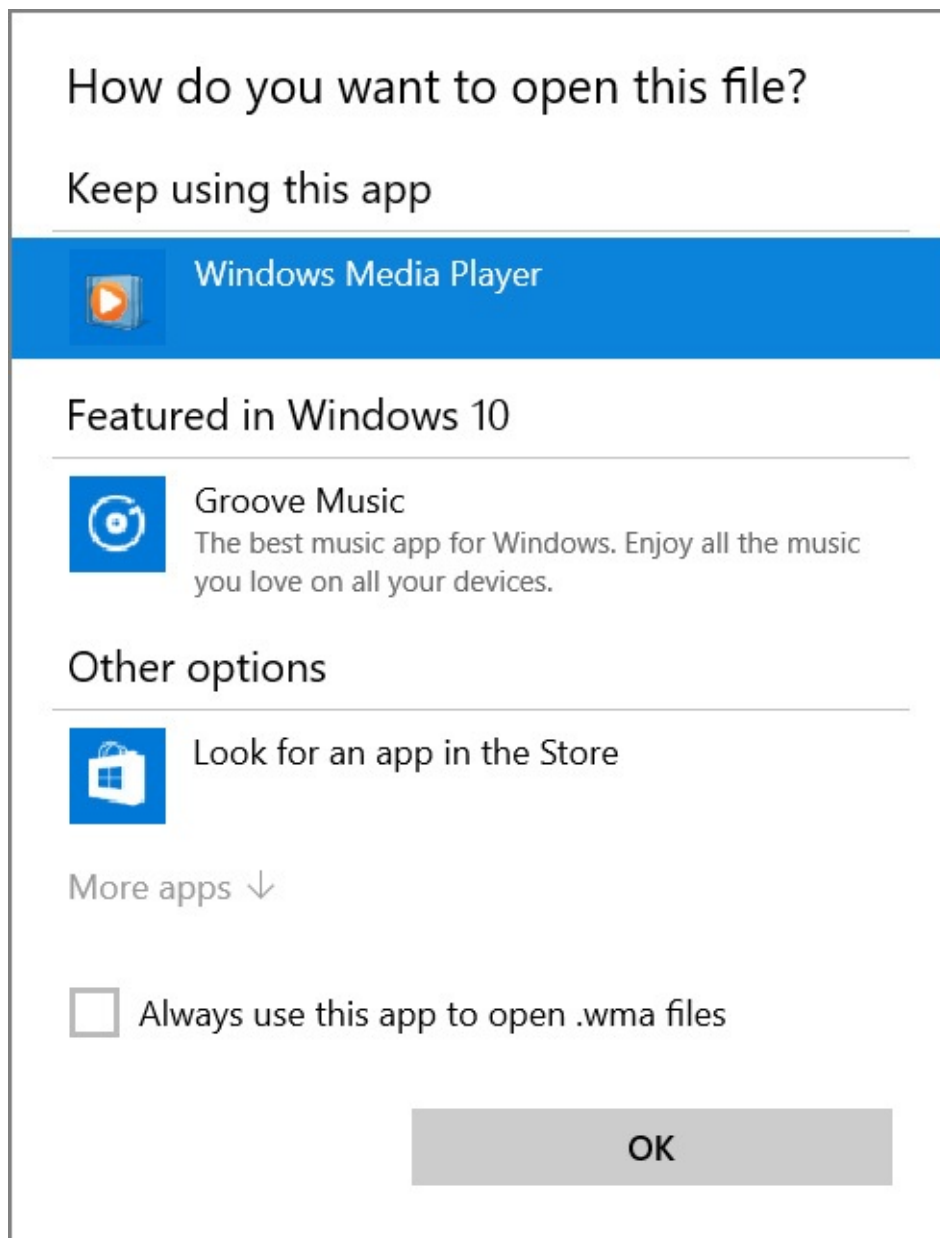 How do you want to open this file?
Keep using this app
Windows Media Player
Featured in Windows 10
Groove Music
The best music app for Windows. Enjoy all the music
you love on all your devices.
Other options
Look for an app in the Store
More apps ↓
Always use this app to open .wma files
OK